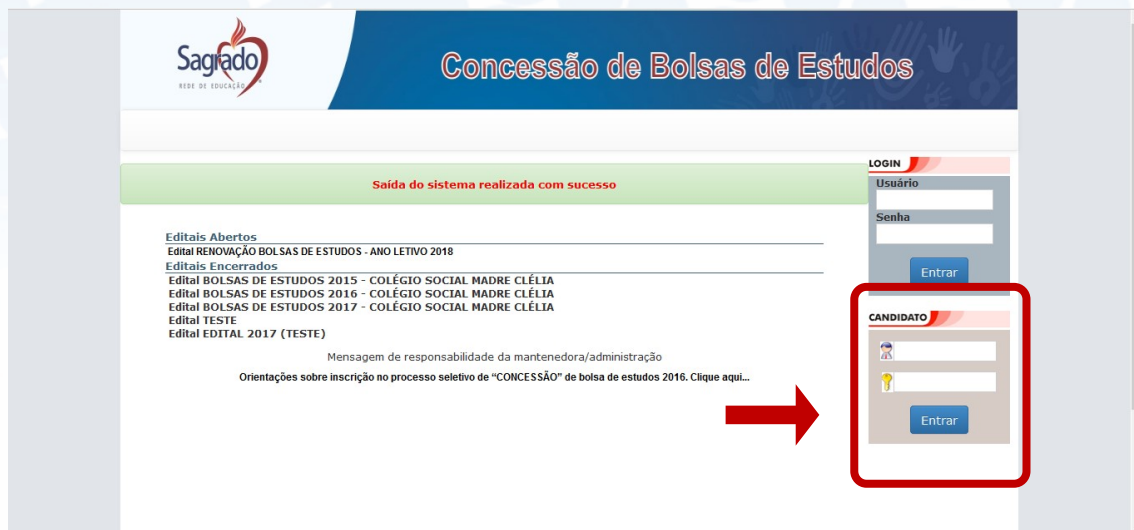 Sagrado
REDE DE EDUCAÇÃO
Concessão de Bolsas de Estudos
Saída do sistema realizada com sucesso
Editais Abertos
Edital RENOVAÇÃO BOLSAS DE ESTUDOS - ANO LETIVO 2018
Editais Encerrados
Edital BOLSAS DE ESTUDOS 2015 - COLÉGIO SOCIAL MADRE CLÉLIA
Edital BOLSAS DE ESTUDOS 2016 - COLÉGIO SOCIAL MADRE CLÉLIA
Edital BOLSAS DE ESTUDOS 2017 - COLÉGIO SOCIAL MADRE CLÉLIA
Edital TESTE
Edital EDITAL 2017 (TESTE)
Mensagem de responsabilidade da mantenedora/administração
Orientações sobre inscrição no processo seletivo de “CONCESSÃO” de bolsa de estudos 2016. Clique aqui...
LOGIN
Usuário
Senha
Entrar
CANDIDATO
Entrar